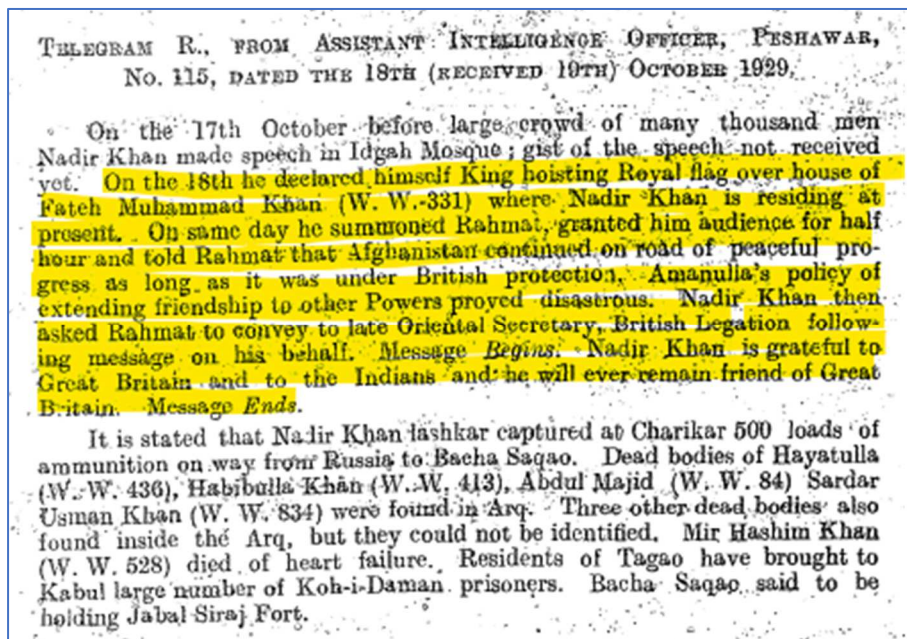 TELEGRAM R., FROM ASSISTANT INTELLIGENCE OFFICER, PESHAWAR,
No. 115, DATED THE 18TH (RECEIVED 19TH) OCTOBER 1929.
On the 17th October before large crowd of many thousand men
Nadir Khan made speech in Idgah Mosque; gist of the speech not received
yet. On the 18th he declared himself King hoisting Royal flag over house of
Fateh Muhammad Khan (W. W.-331) where Nadir Khan is residing at
present. On same day he summoned Rahmat, granted him audience for half
hour and told Rahmat that Afghanistan continued on road of peaceful pro-
gress as long as it was under British protection, Amanulla's policy of
extending friendship to other Powers proved disastrous. Nadir Khan then
asked Rahmat to convey to late Oriental Secretary, British Legation follow-
ing message on his behalf. Message Begins. Nadir Khan is grateful to
Great Britain and to the Indians and he will ever remain friend of Great
Britain. Message Ends.
It is stated that Nadir Khan lashkar captured at Charikar 500 loads of
ammunition on way from Russia to Bacha Saqao. Dead bodies of Hayatulla
(W. W. 436), Habibulla Khan (W. W. 413), Abdul Majid (W. W. 84) Sardar
Usman Khan (W. W. 834) were found in Arq. Three other dead bodies also
found inside the Arq, but they could not be identified. Mir Hashim Khan
(W. W. 528) died of heart failure. Residents of Tagao have brought to
Kabul large number of Koh-i-Daman prisoners. Bacha Saqao said to be
holding Jabal Siraj Fort.